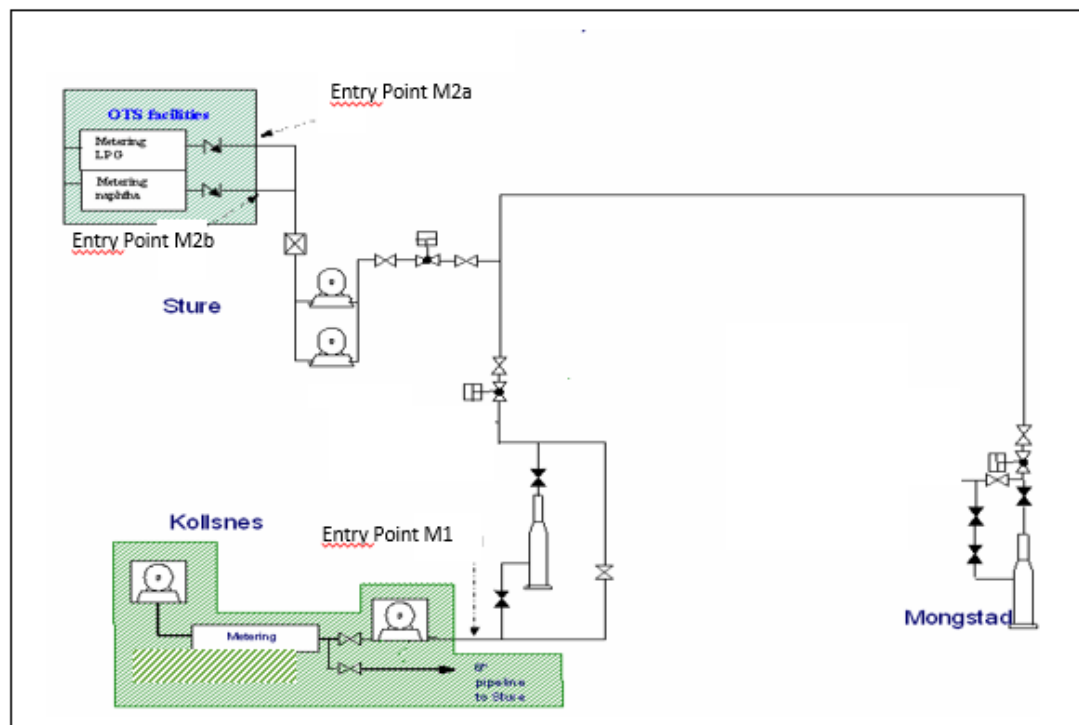 Entry Point M2a
OTS facilities
Metering
LPG
Metering
naphtha
Entry Point M2b
Sture
Kollsnes
Entry Point M1
Metering
8"
pipeline
to Sture
Mongstad